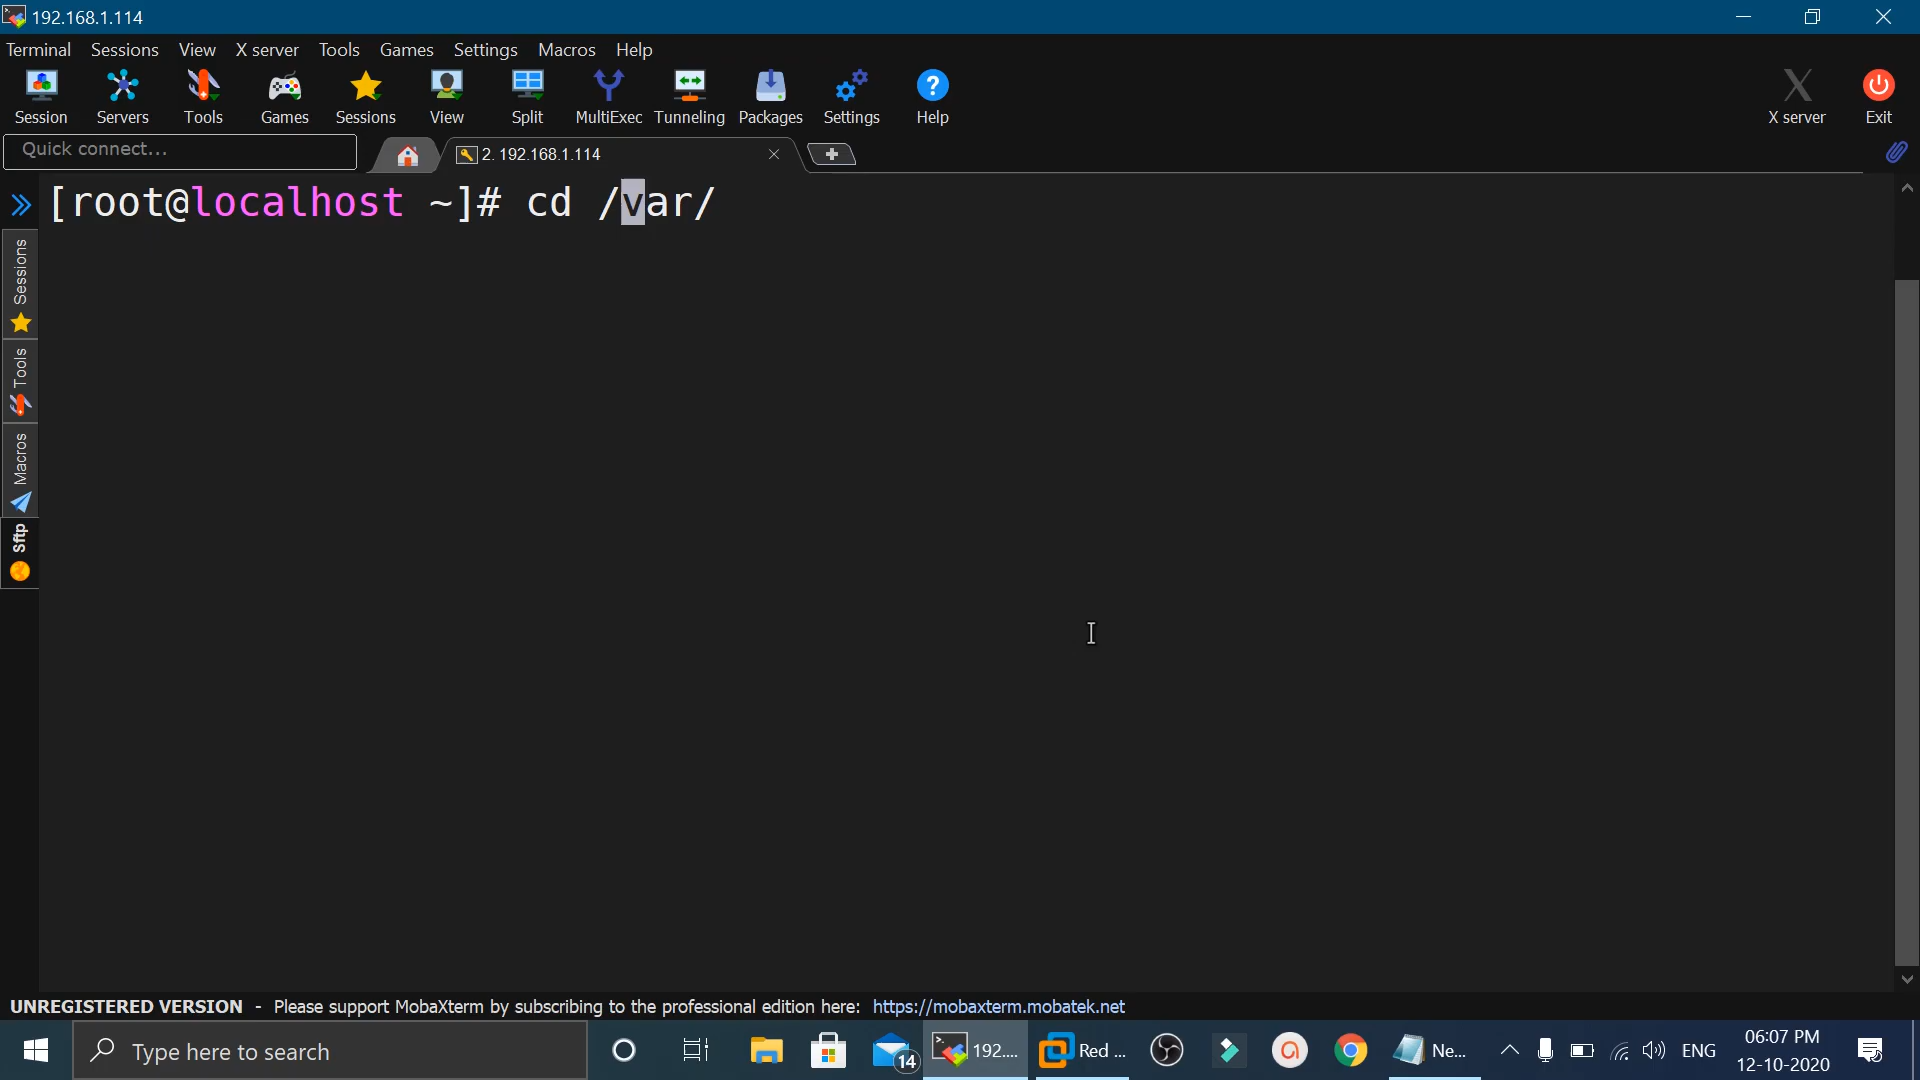 192.168.1.114
Terminal Sessions View X server Tools Games Settings Macros Help
Session Servers Tools Games Sessions View Split MultiExec Tunneling Packages Settings Help X server Exit
Quick connect...
2. 192.168.1.114
[root@localhost ~]# cd /var/
Sessions
Tools
Macros
Sftp
UNREGISTERED VERSION - Please support MobaXterm by subscribing to the professional edition here: https://mobaxterm.mobatek.net
Type here to search
14
192....
Red ...
Ne...
ENG
06:07 PM
12-10-2020